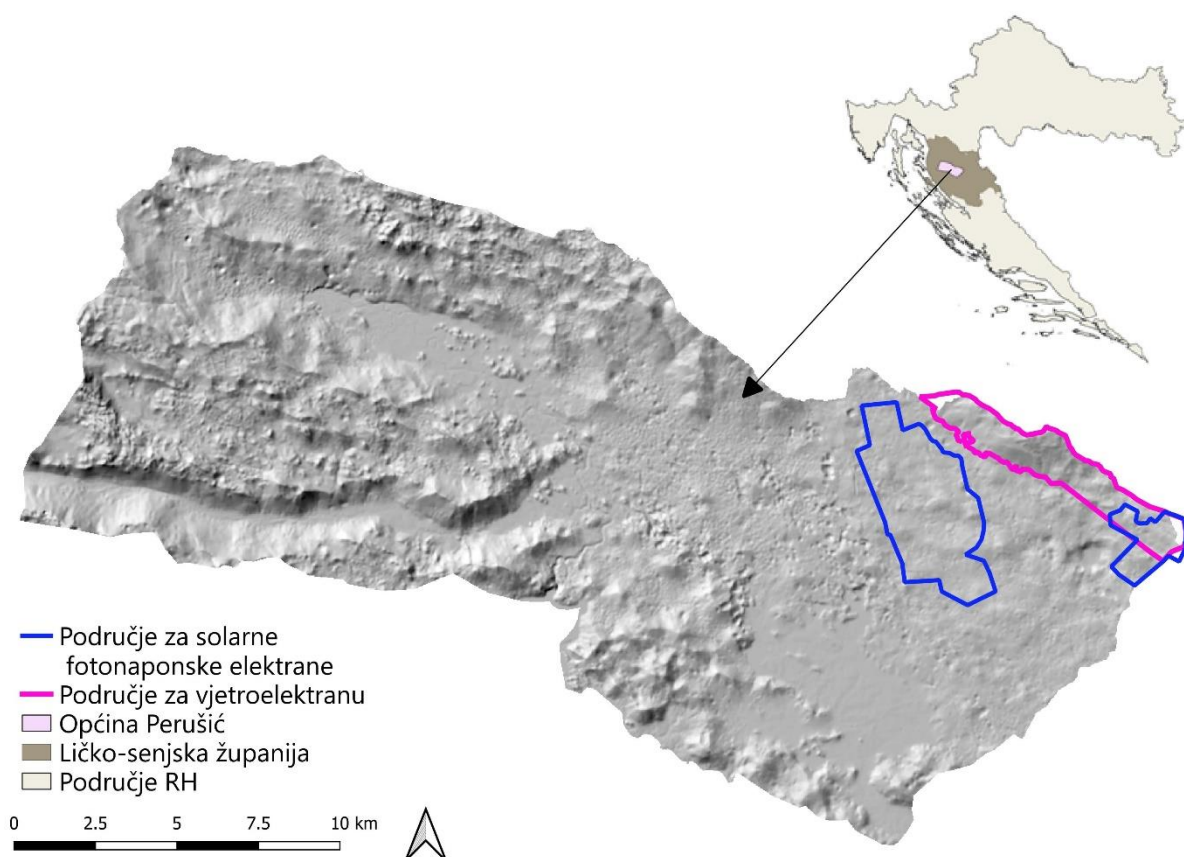 Područje za solarne
fotonaponske elektrane
Područje za vjetroelektranu
Općina Perušić
Ličko-senjska županija
Područje RH
0 2.5 5 7.5 10 km